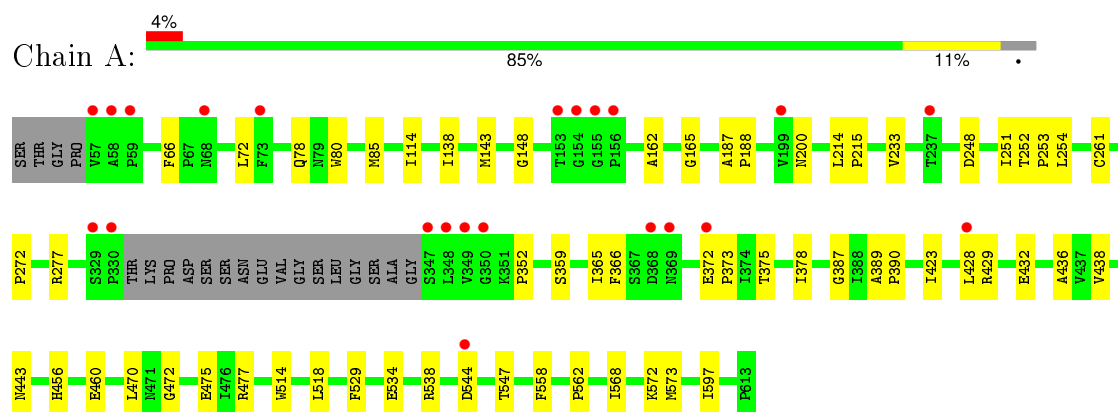 4%
Chain A:
85% 11% •
SER THR GLY PRO V57 A58 P59 F66 P67 N68 L72 F73 Q78 N79 W80 M85 I114 I138 M143 G148 T153 G154 G155 P156 A162 G165 A187 P188 V199 N200 L214 P215 V233 T237 D248 I251 T252 P253 L254 C261
P272 R277 S329 P330 THR LYS PRO ASP SER SER ASN GLU VAL GLY SER LEU GLY SER ALA GLY S347 L348 V349 G350 K351 P352 S359 I365 F366 S367 D368 N369 E372 P373 I374 T375 I378 G387 I388 A389 P390 I423 L428 R429 E432 A436 V437 V438
N443 H456 E460 L470 N471 G472 E475 I476 R477 W514 L518 F529 E534 R538 D544 T547 F558 P562 I568 K572 M573 I597 P613